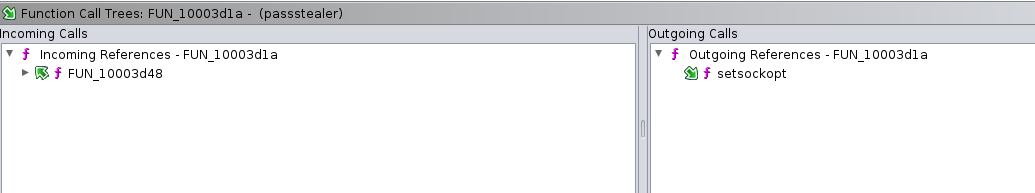 Function Call Trees: FUN_10003d1a - (passstealer)
Incoming Calls
Incoming References - FUN_10003d1a
FUN_10003d48
Outgoing Calls
Outgoing References - FUN_10003d1a
setsockopt